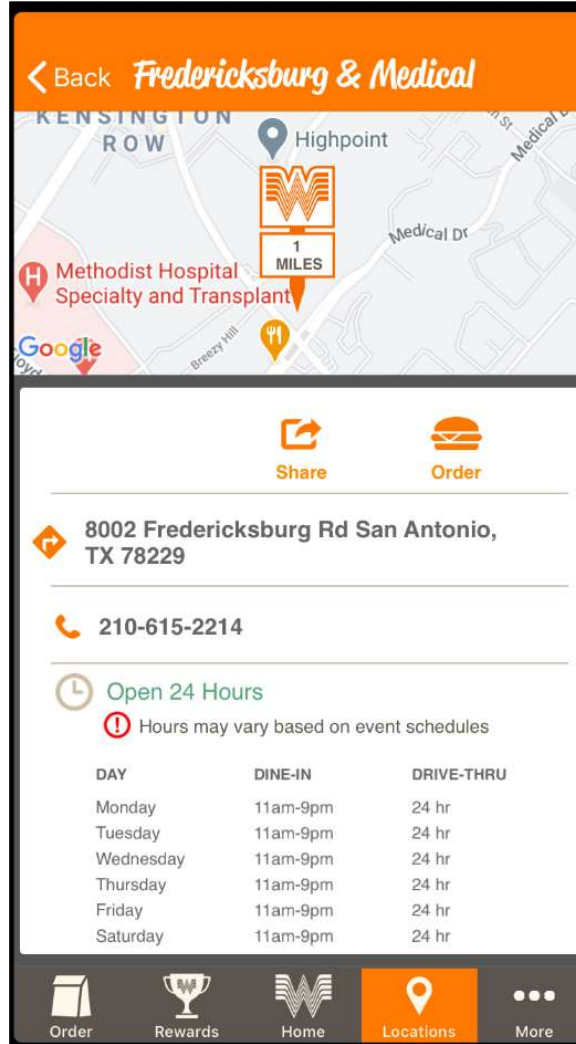 Back Fredericksburg & Medical
KENSINGTON
ROW
Highpoint
Medical
Medical Dr
1
MILES
Methodist Hospital
Specialty and Transplant
Breezy Hill
Google
Share Order
8002 Fredericksburg Rd San Antonio,
TX 78229
210-615-2214
Open 24 Hours
Hours may vary based on event schedules
DAY DINE-IN DRIVE-THRU
Monday 11am-9pm 24 hr
Tuesday 11am-9pm 24 hr
Wednesday 11am-9pm 24 hr
Thursday 11am-9pm 24 hr
Friday 11am-9pm 24 hr
Saturday 11am-9pm 24 hr
Order Rewards Home Locations More